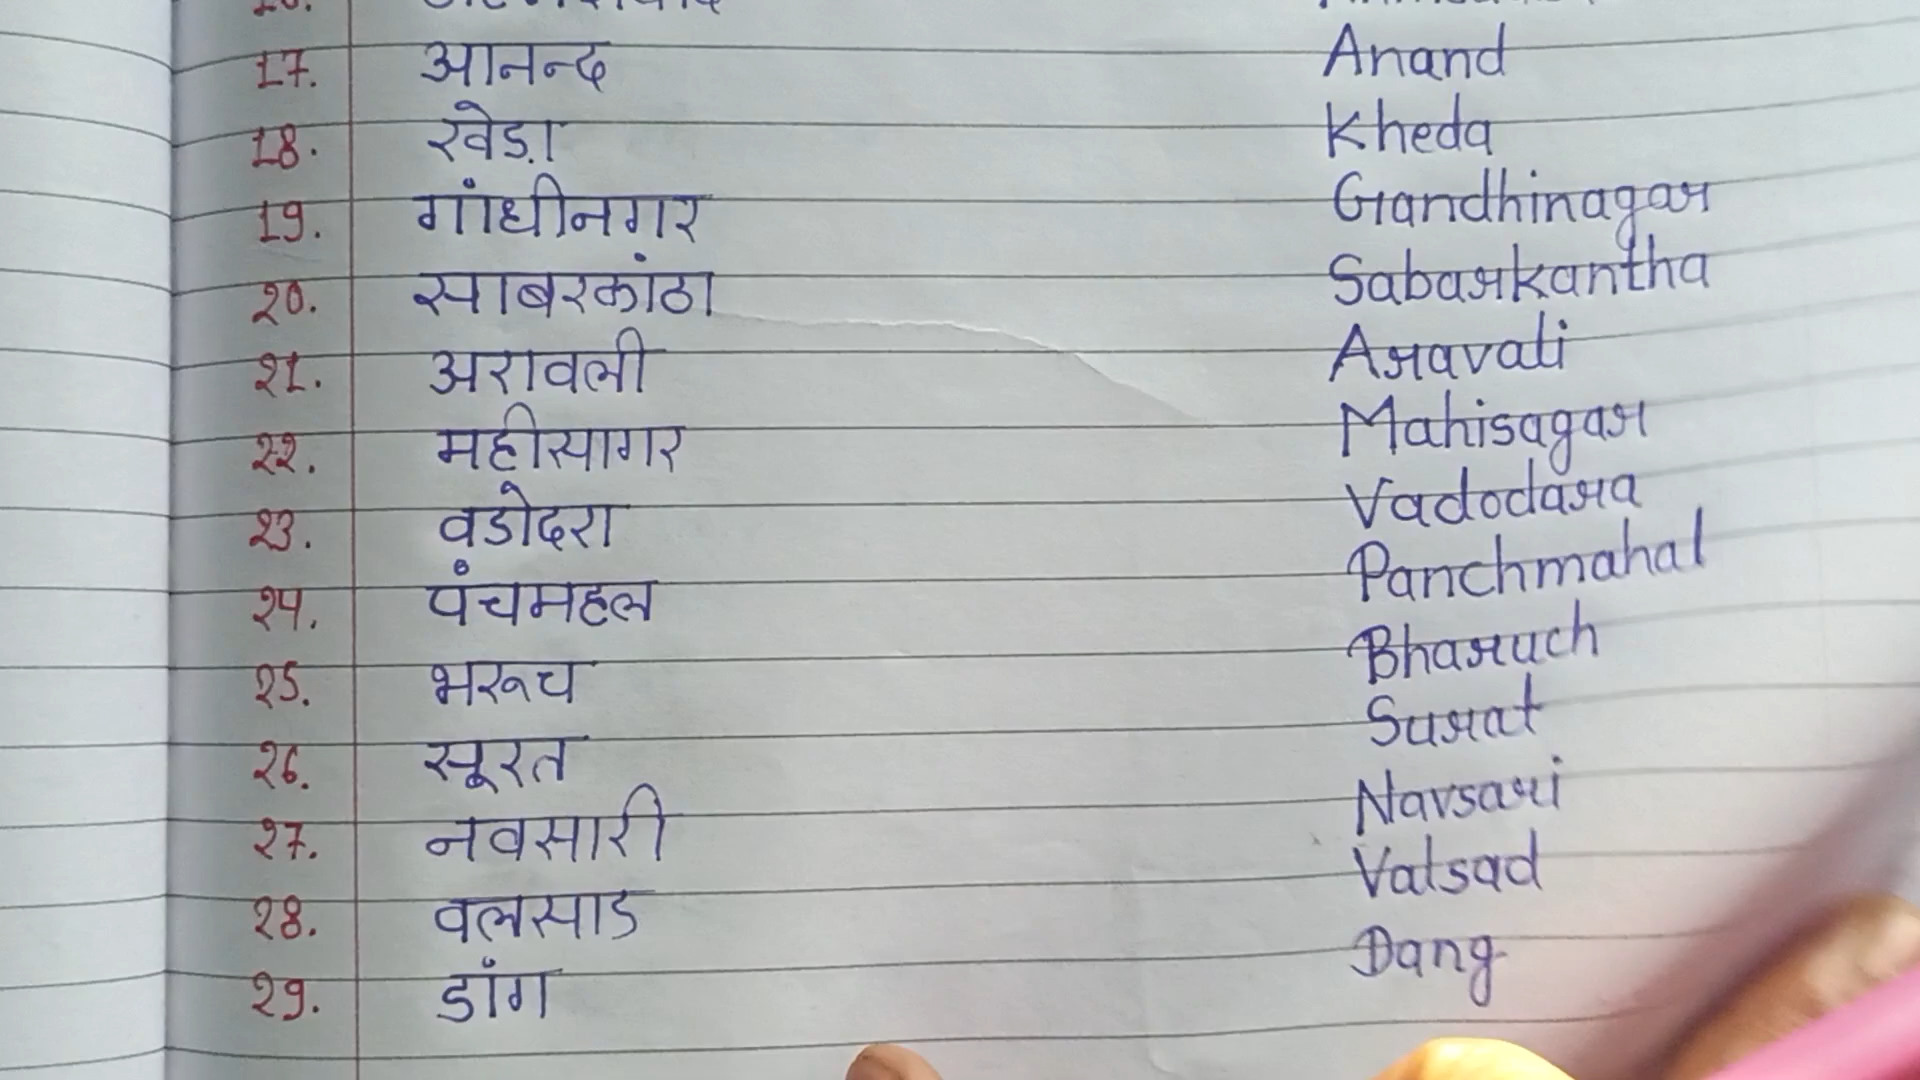 17. आनन्द Anand
18. खेड़ा Kheda
19. गांधीनगर Gandhinagar
20. साबरकांठा Sabarkantha
21. अरावली Aravali
22. महीसागर Mahisagar
23. वडोदरा Vadodara
24. पंचमहल Panchmahal
25. भरूच Bharuch
26. सूरत Surat
27. नवसारी Navsari
28. वलसाड Valsad
29. डांग Dang